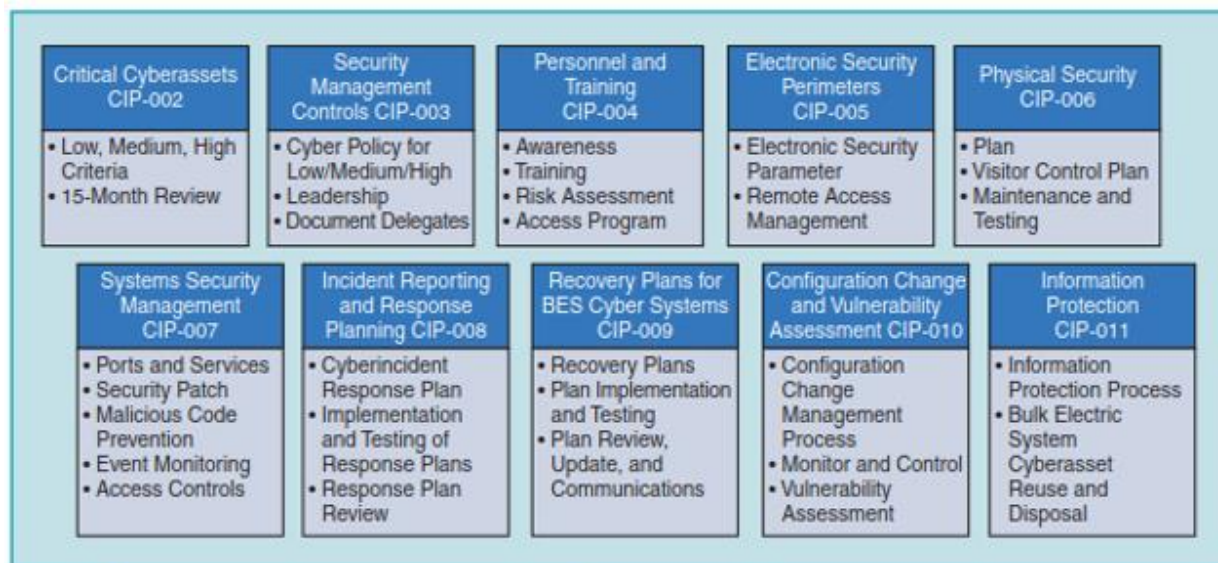 Critical Cyberassets
CIP-002
• Low, Medium, High
Criteria
• 15-Month Review
Security
Management
Controls CIP-003
• Cyber Policy for
Low/Medium/High
• Leadership
• Document Delegates
Personnel and
Training
CIP-004
• Awareness
• Training
• Risk Assessment
• Access Program
Electronic Security
Perimeters
CIP-005
• Electronic Security
Parameter
• Remote Access
Management
Physical Security
CIP-006
• Plan
• Visitor Control Plan
• Maintenance and
Testing
Systems Security
Management
CIP-007
• Ports and Services
• Security Patch
• Malicious Code
Prevention
• Event Monitoring
• Access Controls
Incident Reporting
and Response
Planning CIP-008
• Cyberincident
Response Plan
• Implementation
and Testing of
Response Plans
• Response Plan
Review
Recovery Plans for
BES Cyber Systems
CIP-009
• Recovery Plans
• Plan Implementation
and Testing
• Plan Review,
Update, and
Communications
Configuration Change
and Vulnerability
Assessment CIP-010
• Configuration
Change
Management
Process
• Monitor and Control
• Vulnerability
Assessment
Information
Protection
CIP-011
• Information
Protection Process
• Bulk Electric
System
Cyberasset
Reuse and
Disposal